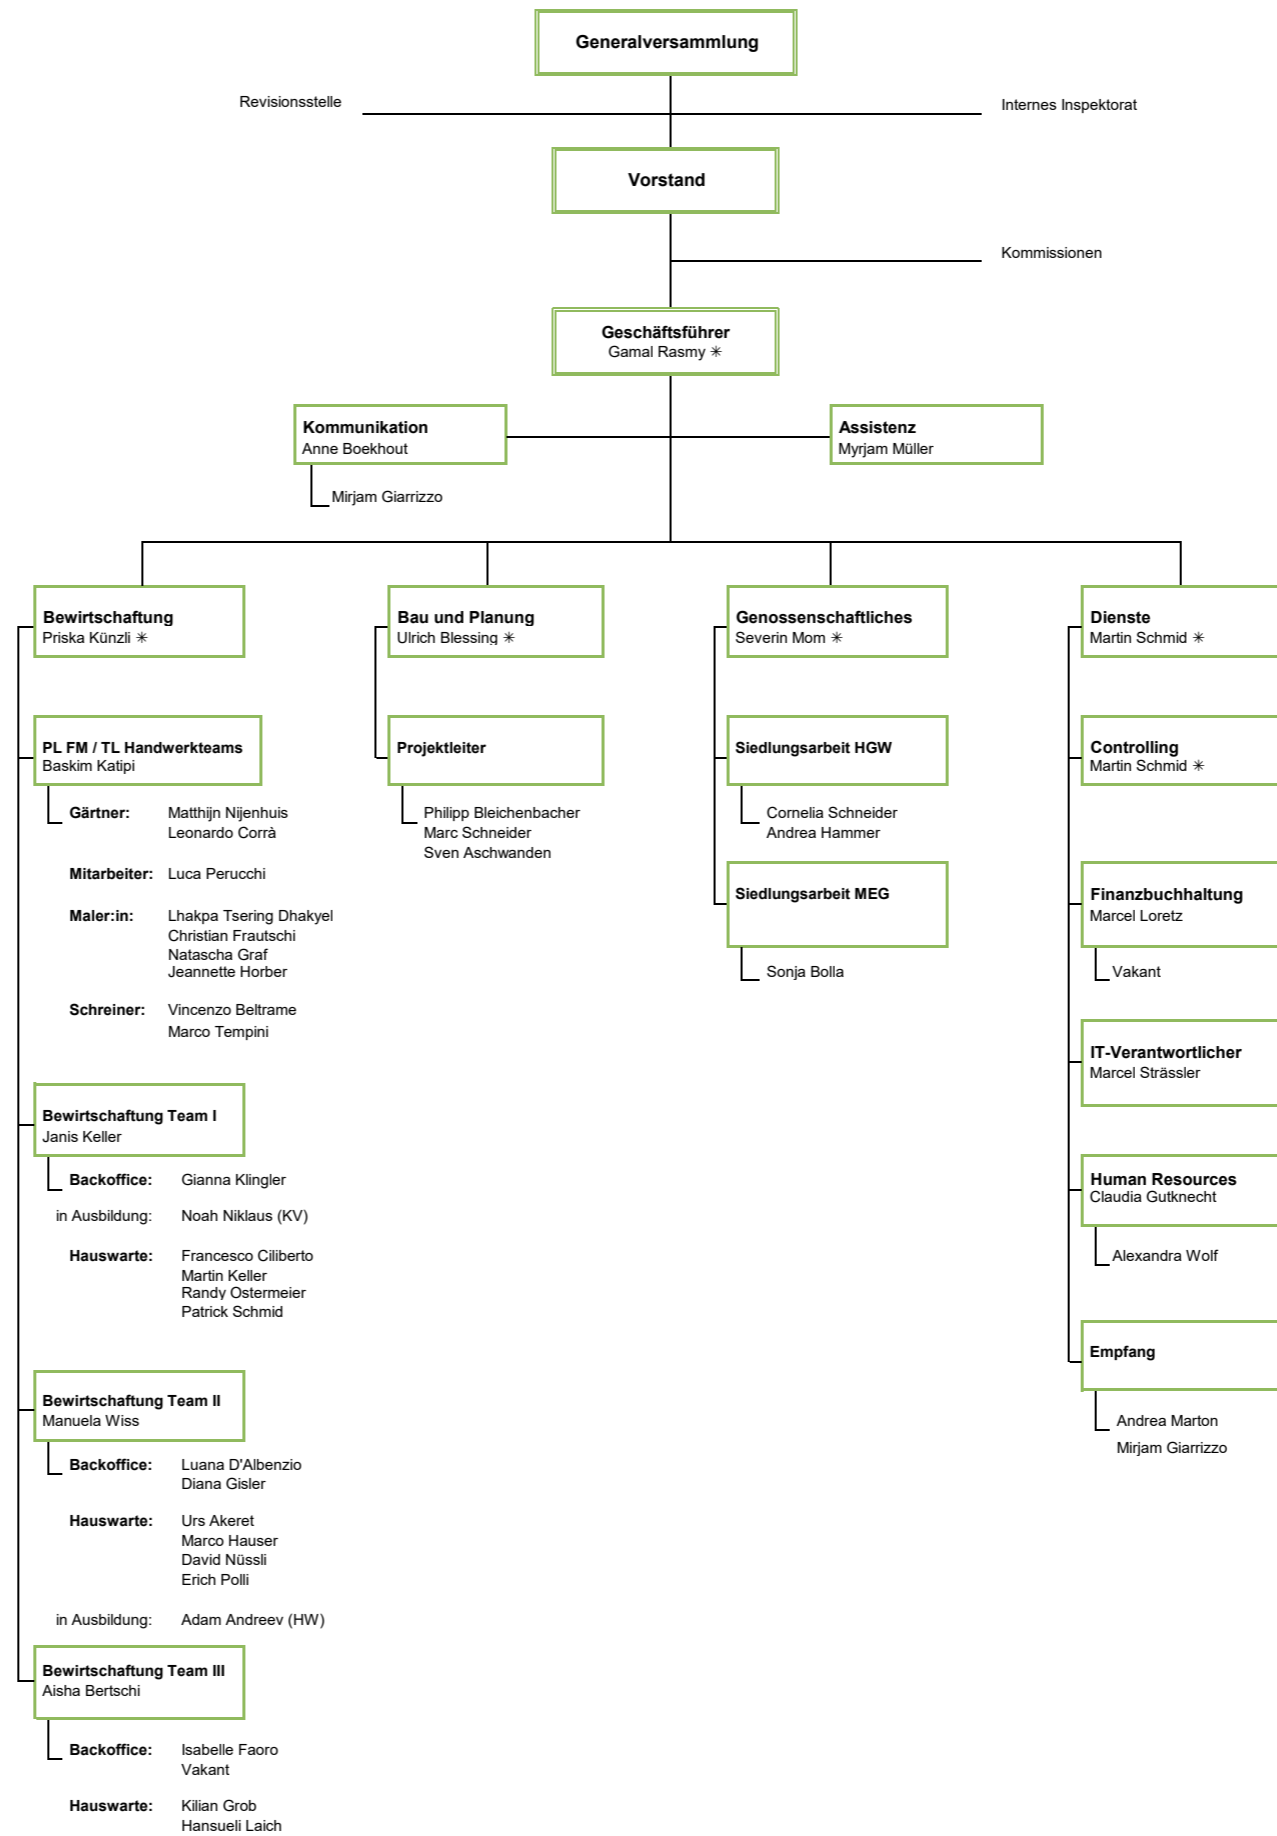 Generalversammlung
Revisionsstelle
Internes Inspektorat
Vorstand
Kommissionen
Geschäftsführer
Gamal Rasmy ✳
Kommunikation
Anne Boekhout
Mirjam Giarrizzo
Assistenz
Myrjam Müller
Bewirtschaftung
Priska Künzli ✳
PL FM / TL Handwerkteams
Baskim Katipi
Gärtner: Matthijn Nijenhuis
Leonardo Corrà
Mitarbeiter: Luca Perucchi
Maler:in: Lhakpa Tsering Dhakyel
Christian Frautschi
Natascha Graf
Jeannette Horber
Schreiner: Vincenzo Beltrame
Marco Tempini
Bewirtschaftung Team I
Janis Keller
Backoffice: Gianna Klingler
in Ausbildung: Noah Niklaus (KV)
Hauswarte: Francesco Ciliberto
Martin Keller
Randy Ostermeier
Patrick Schmid
Bewirtschaftung Team II
Manuela Wiss
Backoffice: Luana D'Albenzio
Diana Gisler
Hauswarte: Urs Akeret
Marco Hauser
David Nüssli
Erich Polli
in Ausbildung: Adam Andreev (HW)
Bewirtschaftung Team III
Aisha Bertschi
Backoffice: Isabelle Faoro
Vakant
Hauswarte: Kilian Grob
Hansueli Laich
Bau und Planung
Ulrich Blessing ✳
Projektleiter
Philipp Bleichenbacher
Marc Schneider
Sven Aschwanden
Genossenschaftliches
Severin Mom ✳
Siedlungsarbeit HGW
Cornelia Schneider
Andrea Hammer
Siedlungsarbeit MEG
Sonja Bolla
Dienste
Martin Schmid ✳
Controlling
Martin Schmid ✳
Finanzbuchhaltung
Marcel Loretz
Vakant
IT-Verantwortlicher
Marcel Strässler
Human Resources
Claudia Gutknecht
Alexandra Wolf
Empfang
Andrea Marton
Mirjam Giarrizzo